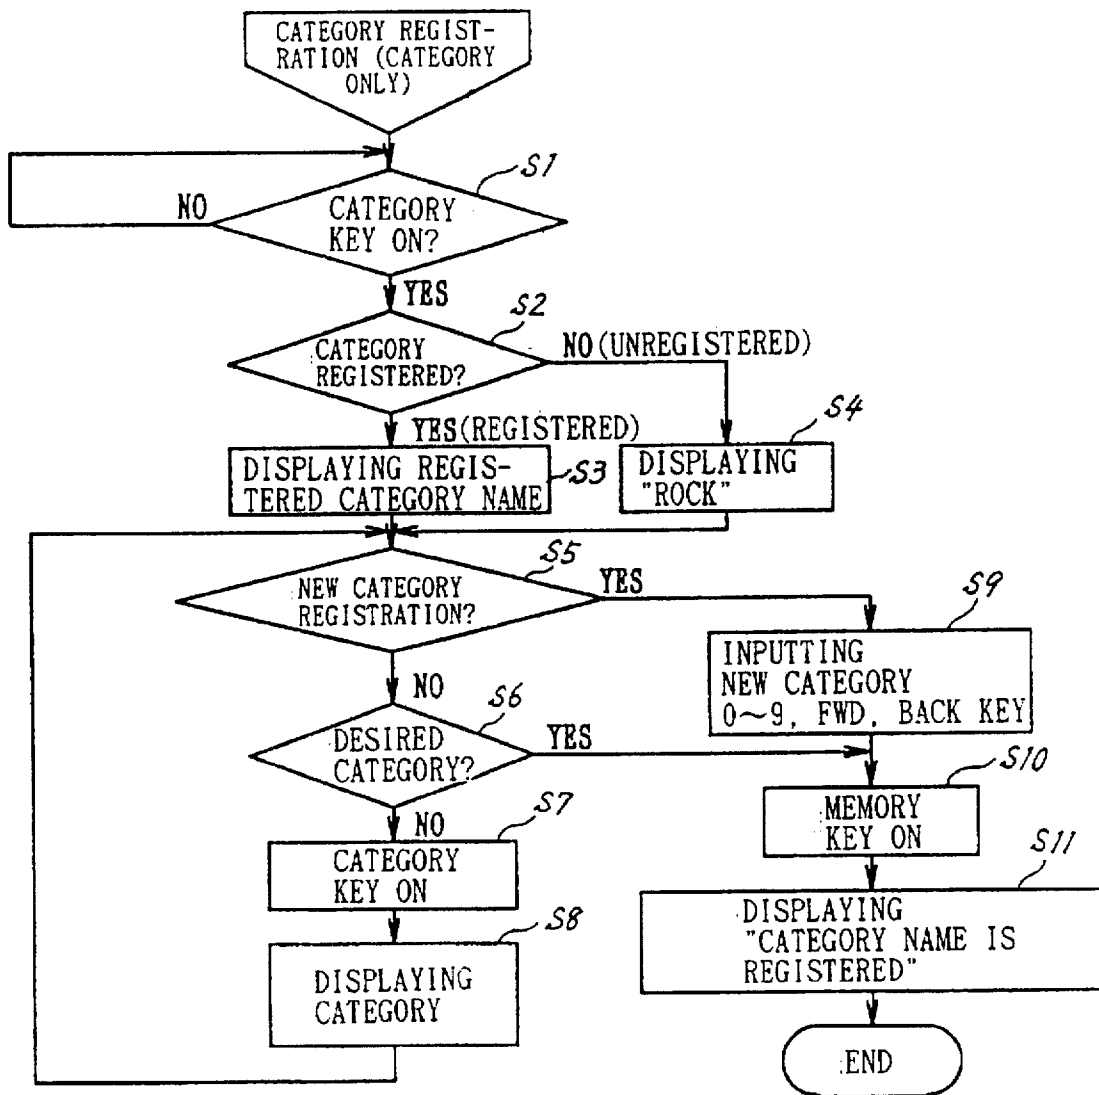 CATEGORY REGIST-
RATION (CATEGORY
ONLY)
S1
NO
CATEGORY
KEY ON?
YES
S2
CATEGORY
REGISTERED?
NO(UNREGISTERED)
YES(REGISTERED)
S4
DISPLAYING REGIS-
TERED CATEGORY NAME
S3
DISPLAYING
"ROCK"
S5
NEW CATEGORY
REGISTRATION?
YES
S9
INPUTTING
NEW CATEGORY
0~9, FWD, BACK KEY
NO
S6
DESIRED
CATEGORY?
YES
S10
MEMORY
KEY ON
NO
S7
CATEGORY
KEY ON
S11
DISPLAYING
"CATEGORY NAME IS
REGISTERED"
S8
DISPLAYING
CATEGORY
END